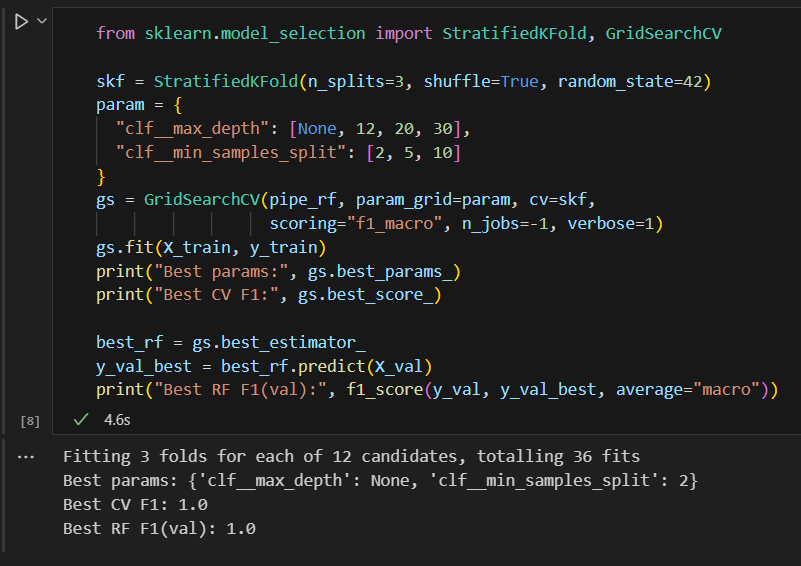 from sklearn.model_selection import StratifiedKFold, GridSearchCV

skf = StratifiedKFold(n_splits=3, shuffle=True, random_state=42)
param = {
  "clf__max_depth": [None, 12, 20, 30],
  "clf__min_samples_split": [2, 5, 10]
}
gs = GridSearchCV(pipe_rf, param_grid=param, cv=skf,
                  scoring="f1_macro", n_jobs=-1, verbose=1)
gs.fit(X_train, y_train)
print("Best params:", gs.best_params_)
print("Best CV F1:", gs.best_score_)

best_rf = gs.best_estimator_
y_val_best = best_rf.predict(X_val)
print("Best RF F1(val):", f1_score(y_val, y_val_best, average="macro"))
[8] 4.6s
Fitting 3 folds for each of 12 candidates, totalling 36 fits
Best params: {'clf__max_depth': None, 'clf__min_samples_split': 2}
Best CV F1: 1.0
Best RF F1(val): 1.0